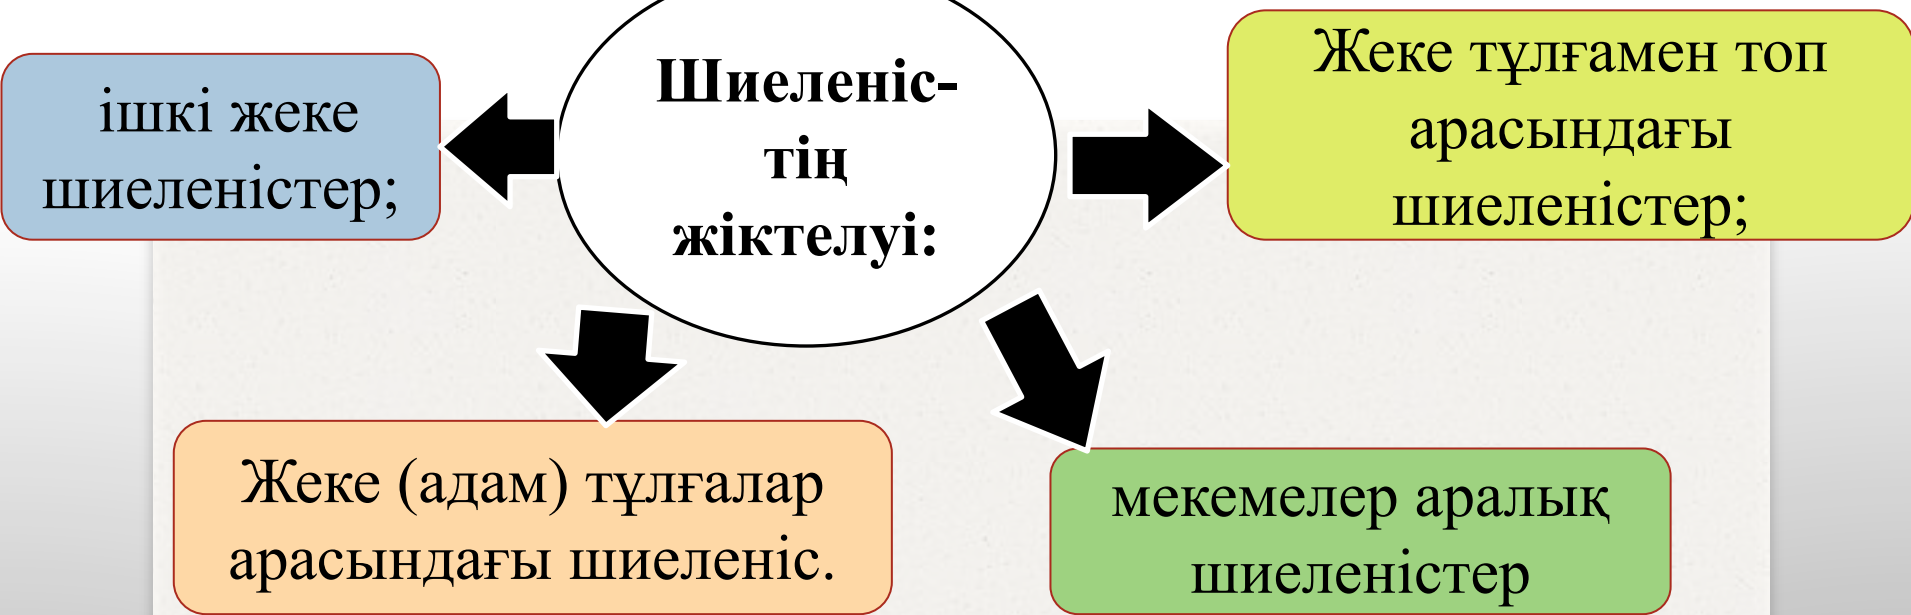 Шиеленіс-
тің
жіктелуі:
ішкі жеке
шиеленістер;
Жеке тұлғамен топ
арасындағы
шиеленістер;
Жеке (адам) тұлғалар
арасындағы шиеленіс.
мекемелер аралық
шиеленістер